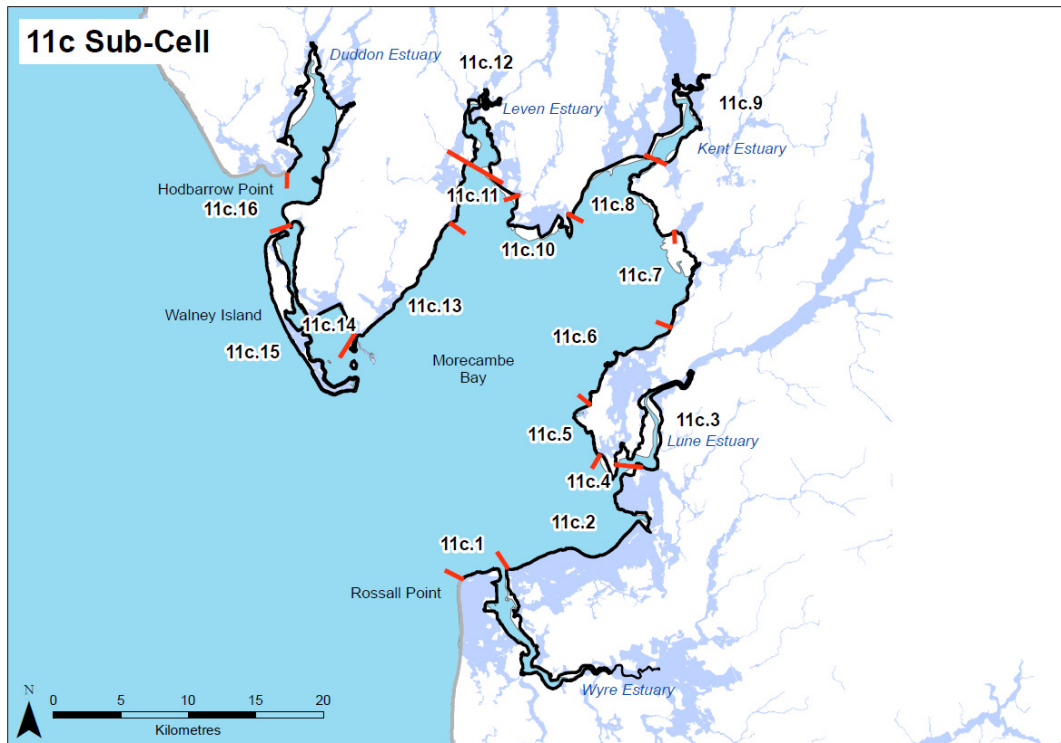 11c Sub-Cell
Duddon Estuary
11c.12
Leven Estuary
11c.9
Kent Estuary
Hodbarrow Point
11c.16
11c.11
11c.8
11c.10
11c.7
11c.13
Walney Island
11c.14
11c.15
11c.6
Morecambe
Bay
11c.3
Lune Estuary
11c.5
11c.4
11c.2
11c.1
Rossall Point
Wyre Estuary
N
0 5 10 15 20
Kilometres